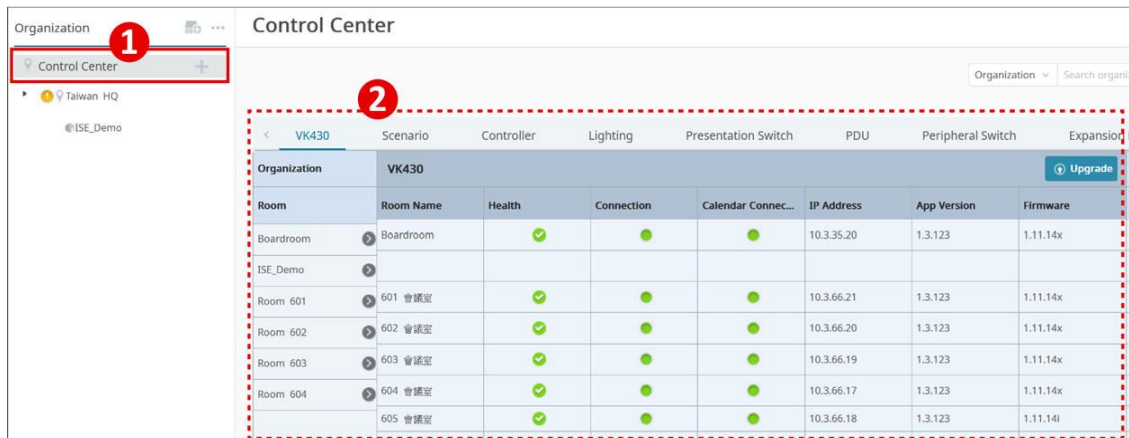 Organization
1
Control Center
Taiwan HQ
ISE_Demo
Control Center
Organization
Search organi
2
VK430 Scenario Controller Lighting Presentation Switch PDU Peripheral Switch Expansion
Organization VK430 Upgrade
Room Room Name Health Connection Calendar Connec... IP Address App Version Firmware
Boardroom Boardroom 10.3.35.20 1.3.123 1.11.14x
ISE_Demo
Room 601 601 會議室 10.3.66.21 1.3.123 1.11.14x
Room 602 602 會議室 10.3.66.20 1.3.123 1.11.14x
Room 603 603 會議室 10.3.66.19 1.3.123 1.11.14x
Room 604 604 會議室 10.3.66.17 1.3.123 1.11.14x
605 會議室 10.3.66.18 1.3.123 1.11.14i